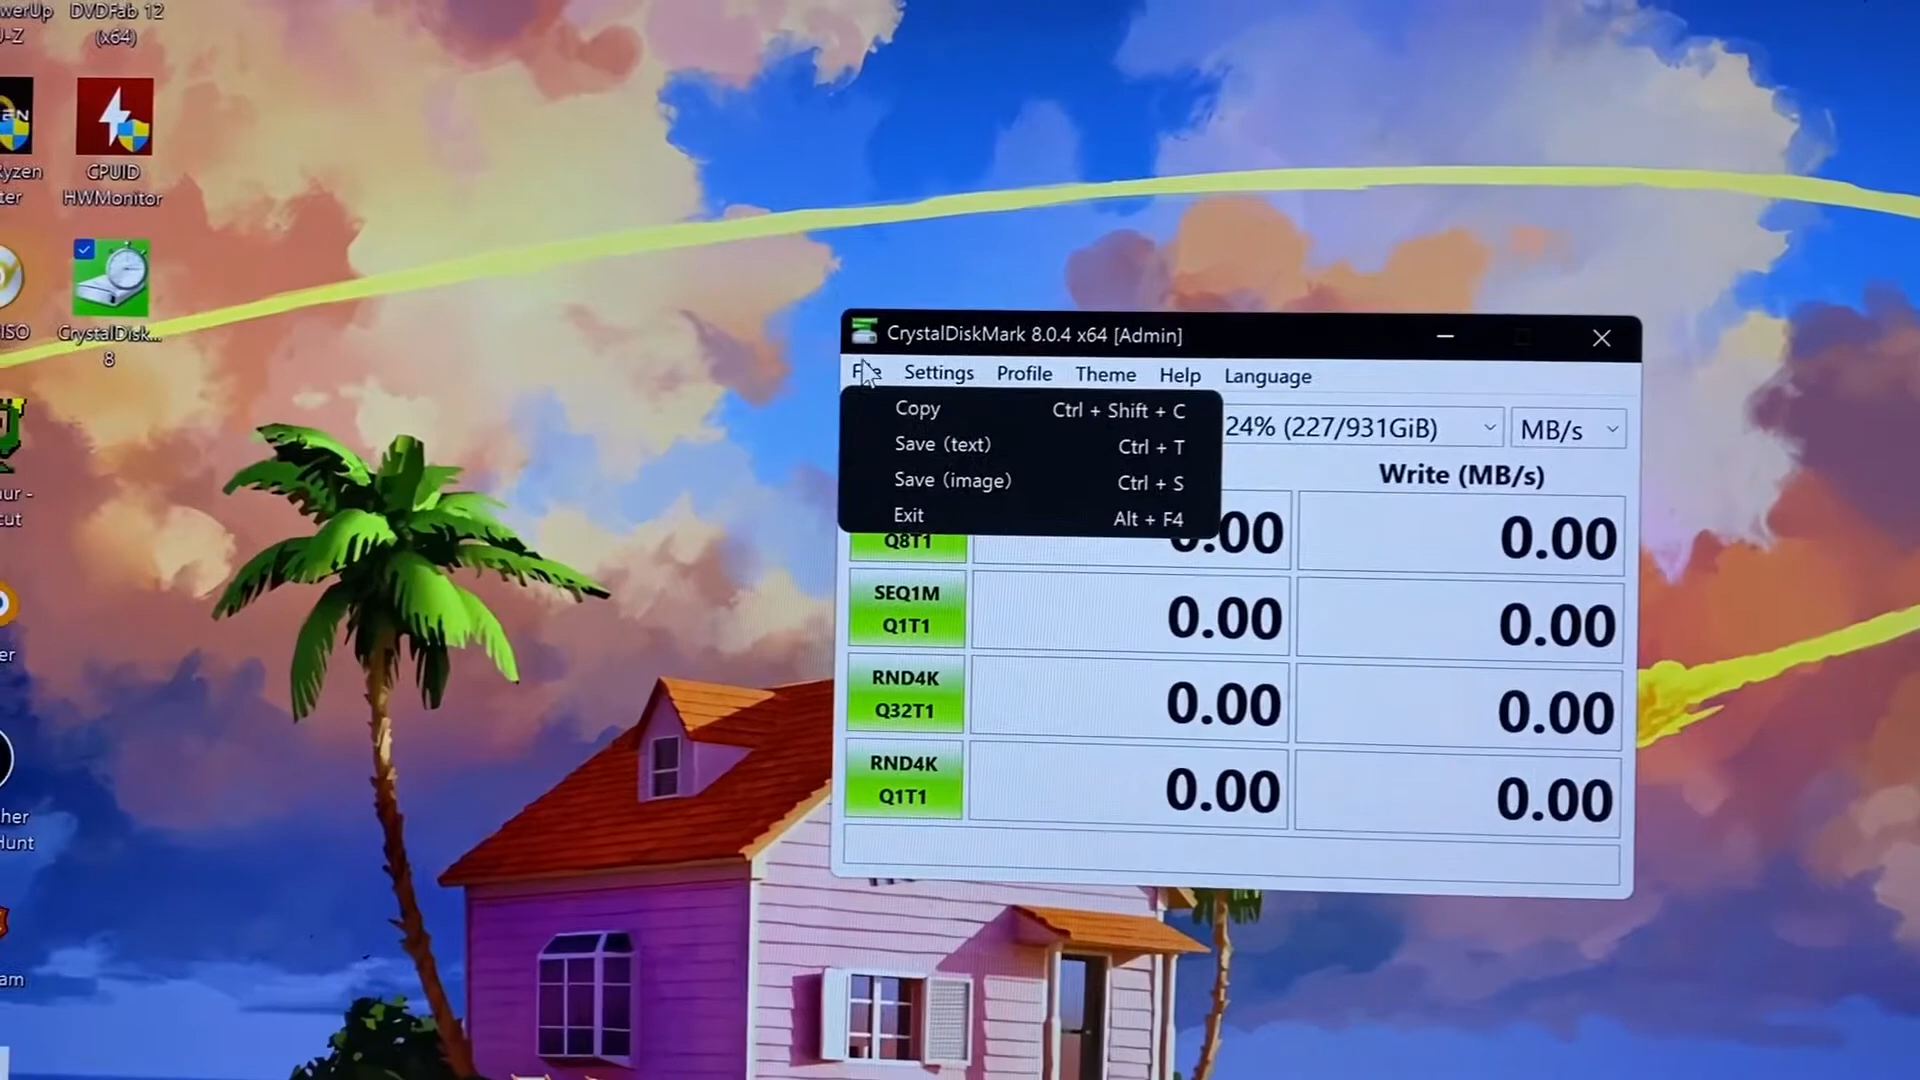 DVDFab 12
(x64)
CPUID
HWMonitor
ISO
CrystalDisk...
8
CrystalDiskMark 8.0.4 x64 [Admin]
Settings Profile Theme Help Language
Copy Ctrl + Shift + C
Save (text) Ctrl + T
Save (image) Ctrl + S
Exit Alt + F4
24% (227/931GiB) MB/s
Write (MB/s)
Q8T1 0.00 0.00
SEQ1M
Q1T1 0.00 0.00
RND4K
Q32T1 0.00 0.00
RND4K
Q1T1 0.00 0.00